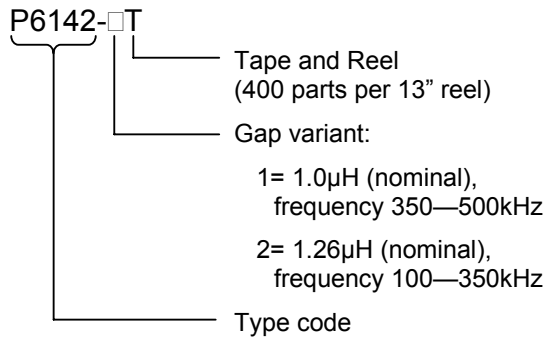 P6142-□T
Tape and Reel
(400 parts per 13” reel)
Gap variant:
1= 1.0µH (nominal),
frequency 350—500kHz
2= 1.26µH (nominal),
frequency 100—350kHz
Type code